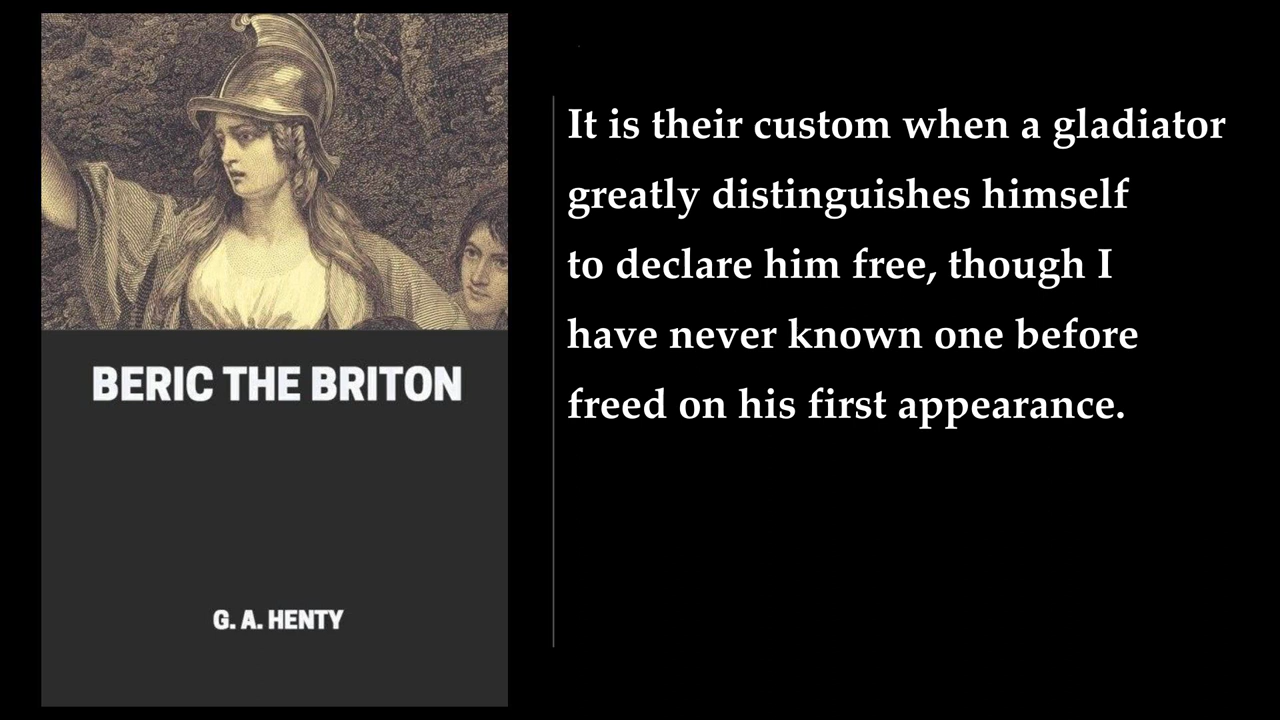 BERIC THE BRITON
G. A. HENTY
It is their custom when a gladiator
greatly distinguishes himself
to declare him free, though I
have never known one before
freed on his first appearance.